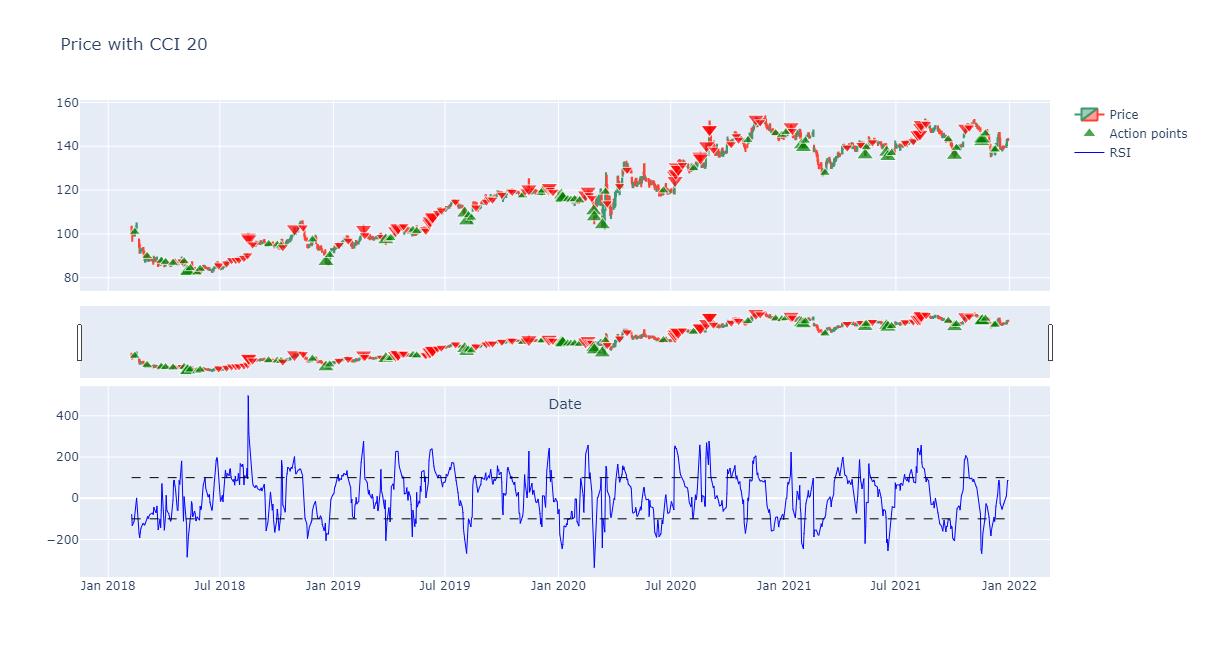 Price with CCI 20
160
140
120
100
80
Price
Action points
RSI
Date
400
200
0
−200
Jan 2018
Jul 2018
Jan 2019
Jul 2019
Jan 2020
Jul 2020
Jan 2021
Jul 2021
Jan 2022